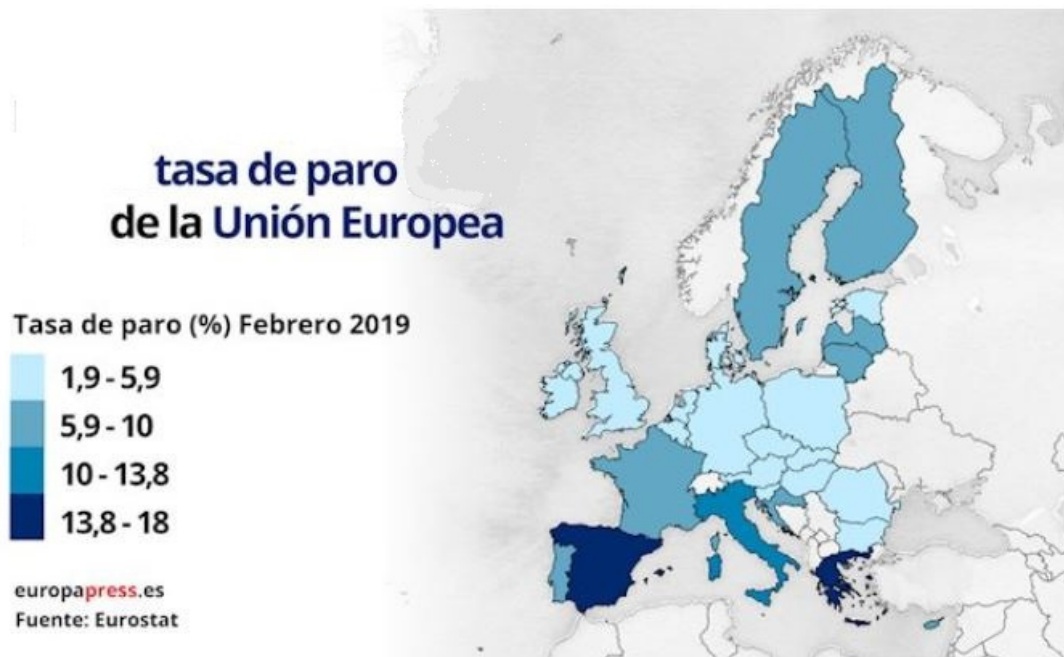 tasa de paro
de la Unión Europea
Tasa de paro (%) Febrero 2019
1,9 - 5,9
5,9 - 10
10 - 13,8
13,8 - 18
europapress.es
Fuente: Eurostat